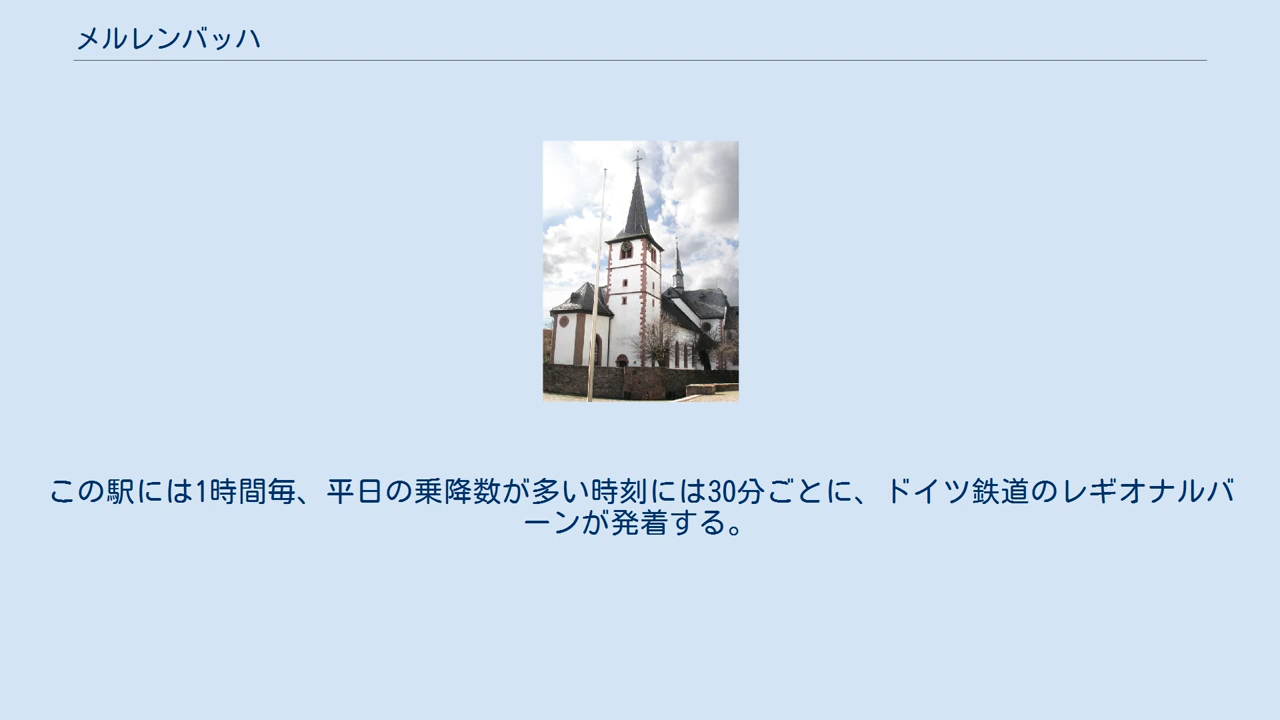 メルレンバッハ
この駅には1時間毎、平日の乗降数が多い時刻には30分ごとに、ドイツ鉄道のレギオナルバ
ーンが発着する。